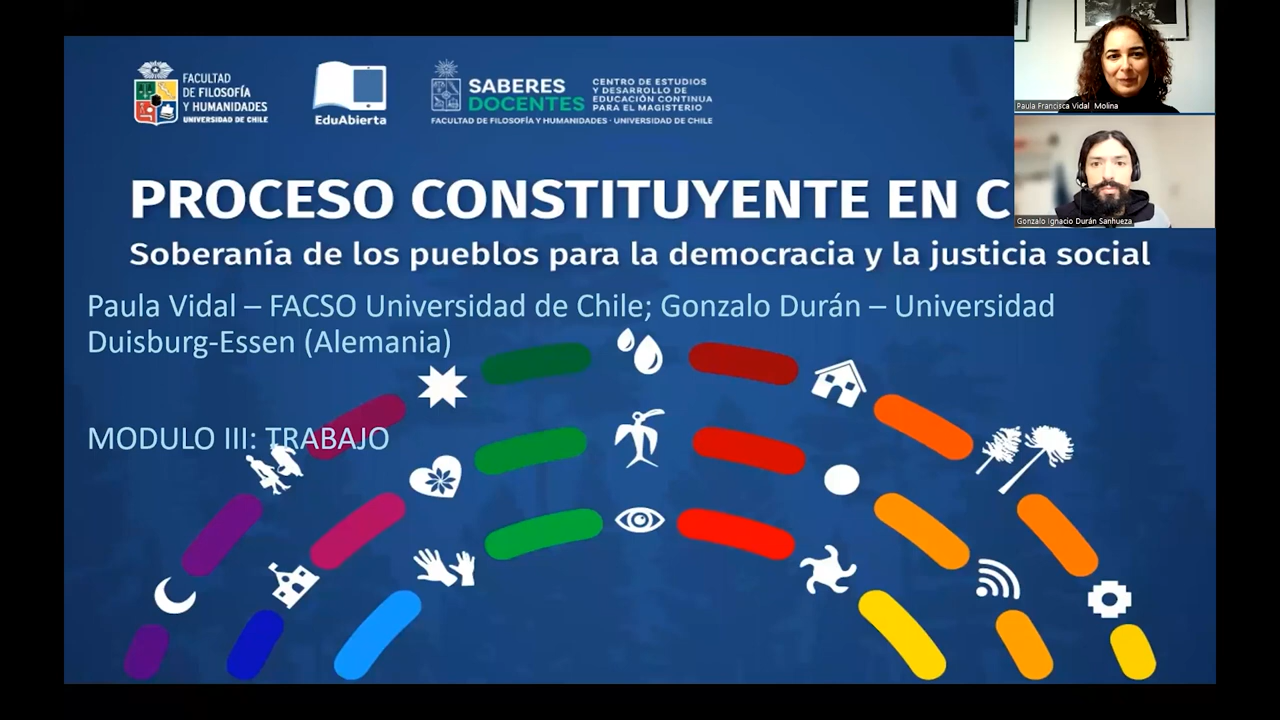 FACULTAD
DE FILOSOFÍA
Y HUMANIDADES
UNIVERSIDAD DE CHILE
EduAbierta
SABERES
DOCENTES
CENTRO DE ESTUDIOS
Y DESARROLLO DE
EDUCACIÓN CONTINUA
PARA EL MAGISTERIO
FACULTAD DE FILOSOFÍA Y HUMANIDADES · UNIVERSIDAD DE CHILE
Paula Francisca Vidal Molina
Gonzalo Ignacio Durán Sanhueza
PROCESO CONSTITUYENTE EN C
Soberanía de los pueblos para la democracia y la justicia social
Paula Vidal – FACSO Universidad de Chile; Gonzalo Durán – Universidad
Duisburg-Essen (Alemania)
MODULO III: TRABAJO